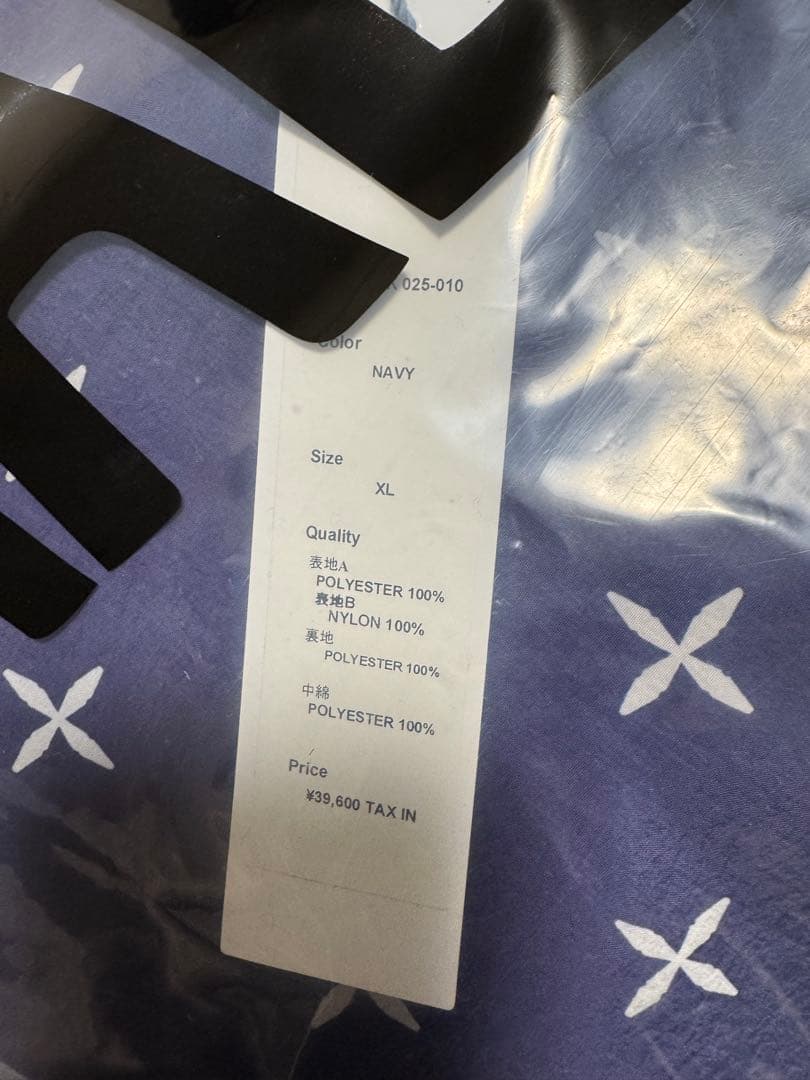 025-010
Color
NAVY
Size
XL
Quality
表地A
POLYESTER 100%
表地B
NYLON 100%
裏地
POLYESTER 100%
中綿
POLYESTER 100%
Price
¥39,600 TAX IN